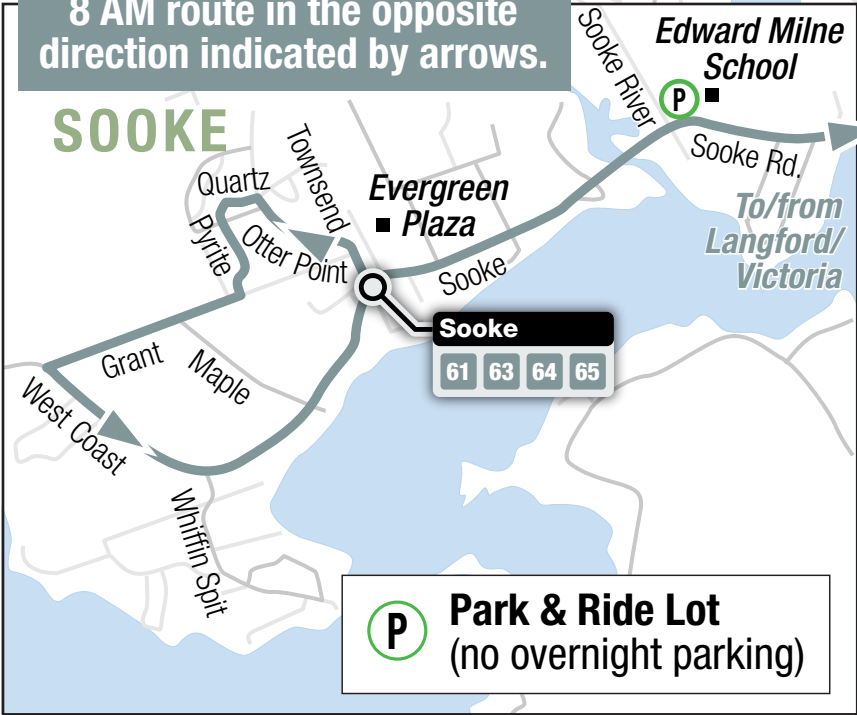 8 AM route in the opposite
direction indicated by arrows.
SOOKE
Sooke River
Edward Milne
School
P
Sooke Rd.
Townsend
Quartz
Evergreen
Plaza
Pyrite
Otter Point
To/from
Langford/
Victoria
Sooke
Sooke
61 63 64 65
Grant
Maple
West Coast
Whiffin Spit
P
Park & Ride Lot
(no overnight parking)